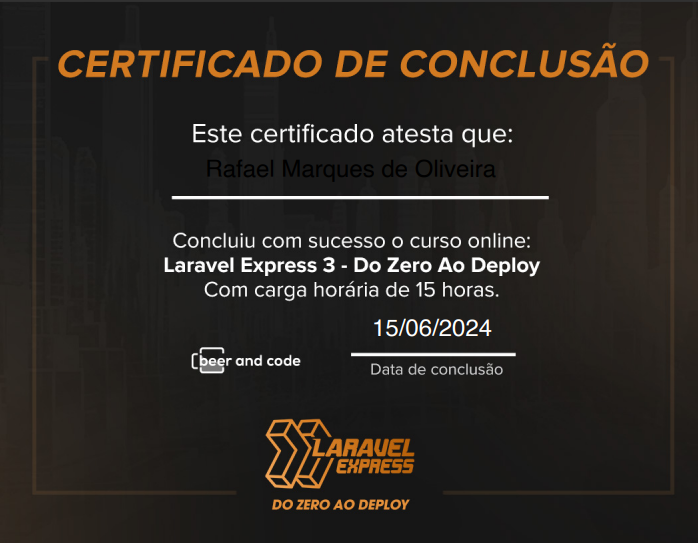 CERTIFICADO DE CONCLUSÃO
Este certificado atesta que:
Rafael Marques de Oliveira
Concluiu com sucesso o curso online:
Laravel Express 3 - Do Zero Ao Deploy
Com carga horária de 15 horas.
15/06/2024
beer and code
Data de conclusão
LARAVEL
EXPRESS
DO ZERO AO DEPLOY